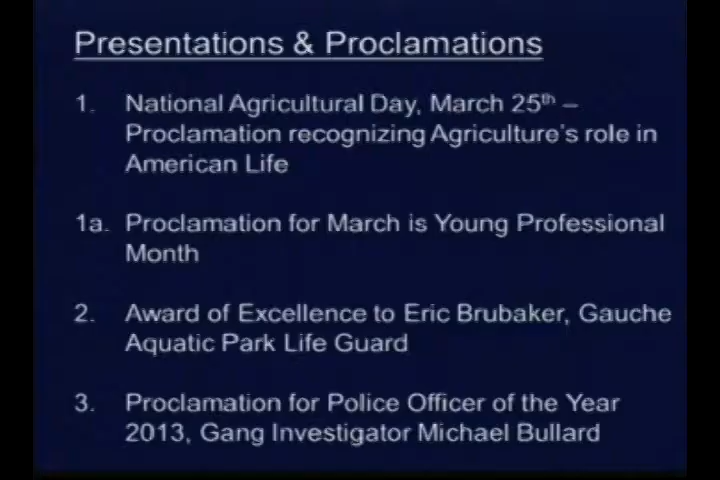 Presentations & Proclamations
1. National Agricultural Day, March 25th –
Proclamation recognizing Agriculture's role in
American Life
1a. Proclamation for March is Young Professional
Month
2. Award of Excellence to Eric Brubaker, Gauche
Aquatic Park Life Guard
3. Proclamation for Police Officer of the Year
2013, Gang Investigator Michael Bullard